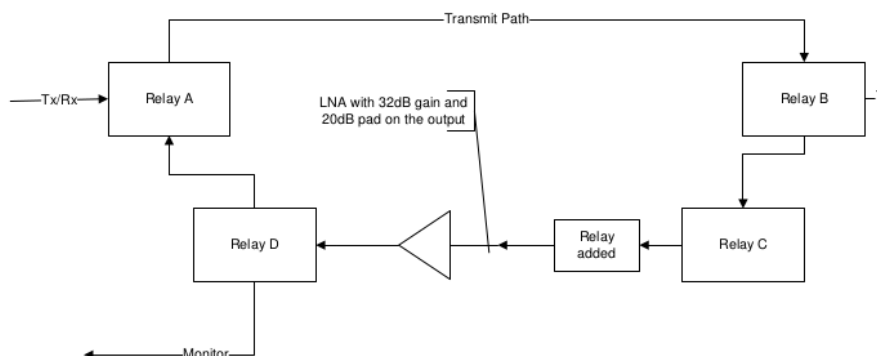 Transmit Path
Tx/Rx
Relay A
LNA with 32dB gain and
20dB pad on the output
Relay B
Relay D
Relay
added
Relay C
Monitor